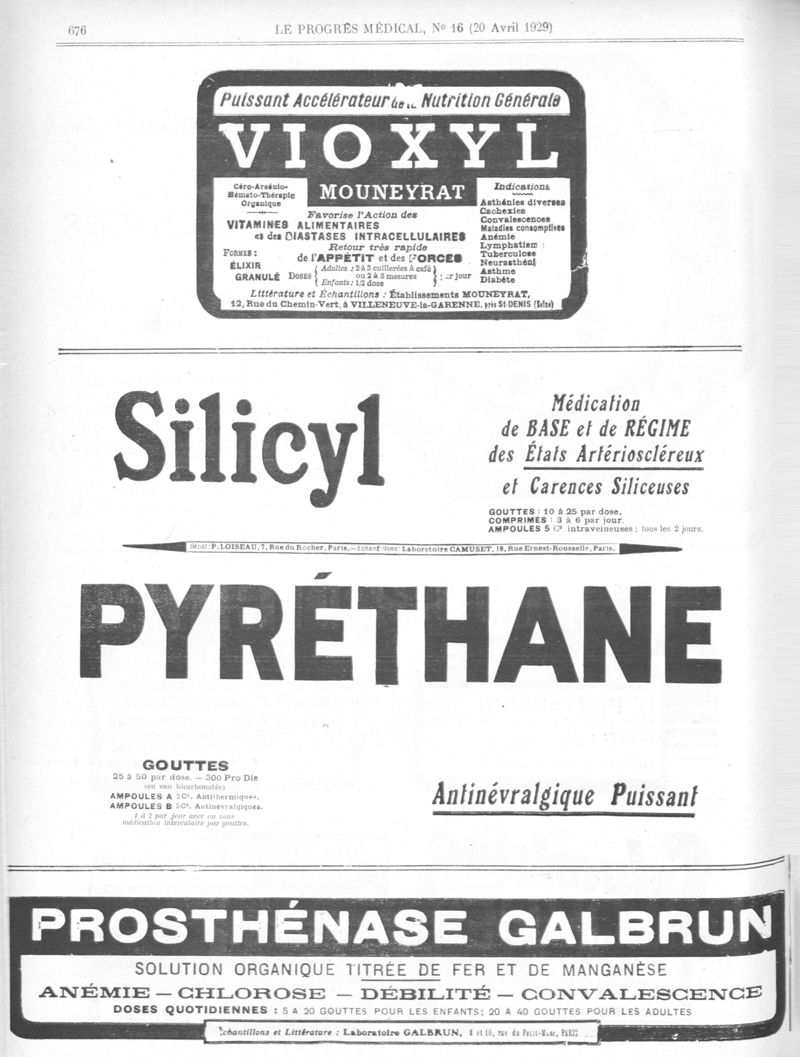 676
LE PROGRÈS MÉDICAL, No 16 (20 Avril 1929)
Puissant Accélérateur de la Nutrition Générale
VIOXYL
MOUNEYRAT
Céro-Arsénio-
Hémato-Thérapie
Organique
Favorise l'Action des
VITAMINES ALIMENTAIRES
et des DIASTASES INTRACELLULAIRES
Retour très rapide
de l'APPÉTIT et des FORCES
FORMES :
ÉLIXIR
GRANULÉ
DOSES
Adultes : 2 à 3 cuillerées à café
ou 2 à 3 mesures
Enfants : 1/2 dose
par jour
Indications
Asthénies diverses
Cachexies
Convalescences
Maladies consomptives
Anémie
Lymphatism
Tuberculose
Neurasthéni
Asthme
Diabète
Littérature et Échantillons : Établissements MOUNEYRAT,
12, Rue du Chemin-Vert, à VILLENEUVE-la-GARENNE, près St-DENIS (Seine)
Silicyl
Médication
de BASE et de RÉGIME
des États Artérioscléreux
et Carences Siliceuses
GOUTTES : 10 à 25 par dose.
COMPRIMÉS : 3 à 6 par jour.
AMPOULES 5 c3 intraveineuses : tous les 2 jours.
Dépôt : P. LOISEAU, 7, Rue du Rocher, Paris. — Échantillons : Laboratoire CAMUSET, 18, Rue Ernest-Rousselle, Paris.
PYRÉTHANE
GOUTTES
25 à 50 par dose. — 300 Pro Die
(en eau bicarbonatée)
AMPOULES A 2c3. Antithermiques.
AMPOULES B 5c3. Antinévralgiques.
1 à 2 par jour avec ou sans
médication intercalaire par gouttes.
Antinévralgique Puissant
PROSTHÉNASE GALBRUN
SOLUTION ORGANIQUE TITRÉE DE FER ET DE MANGANÈSE
ANÉMIE — CHLOROSE — DÉBILITÉ — CONVALESCENCE
DOSES QUOTIDIENNES : 5 A 20 GOUTTES POUR LES ENFANTS; 20 A 40 GOUTTES POUR LES ADULTES
Échantillons et Littérature : Laboratoire GALBRUN, 8 et 10, rue du Petit-Musc, PARIS